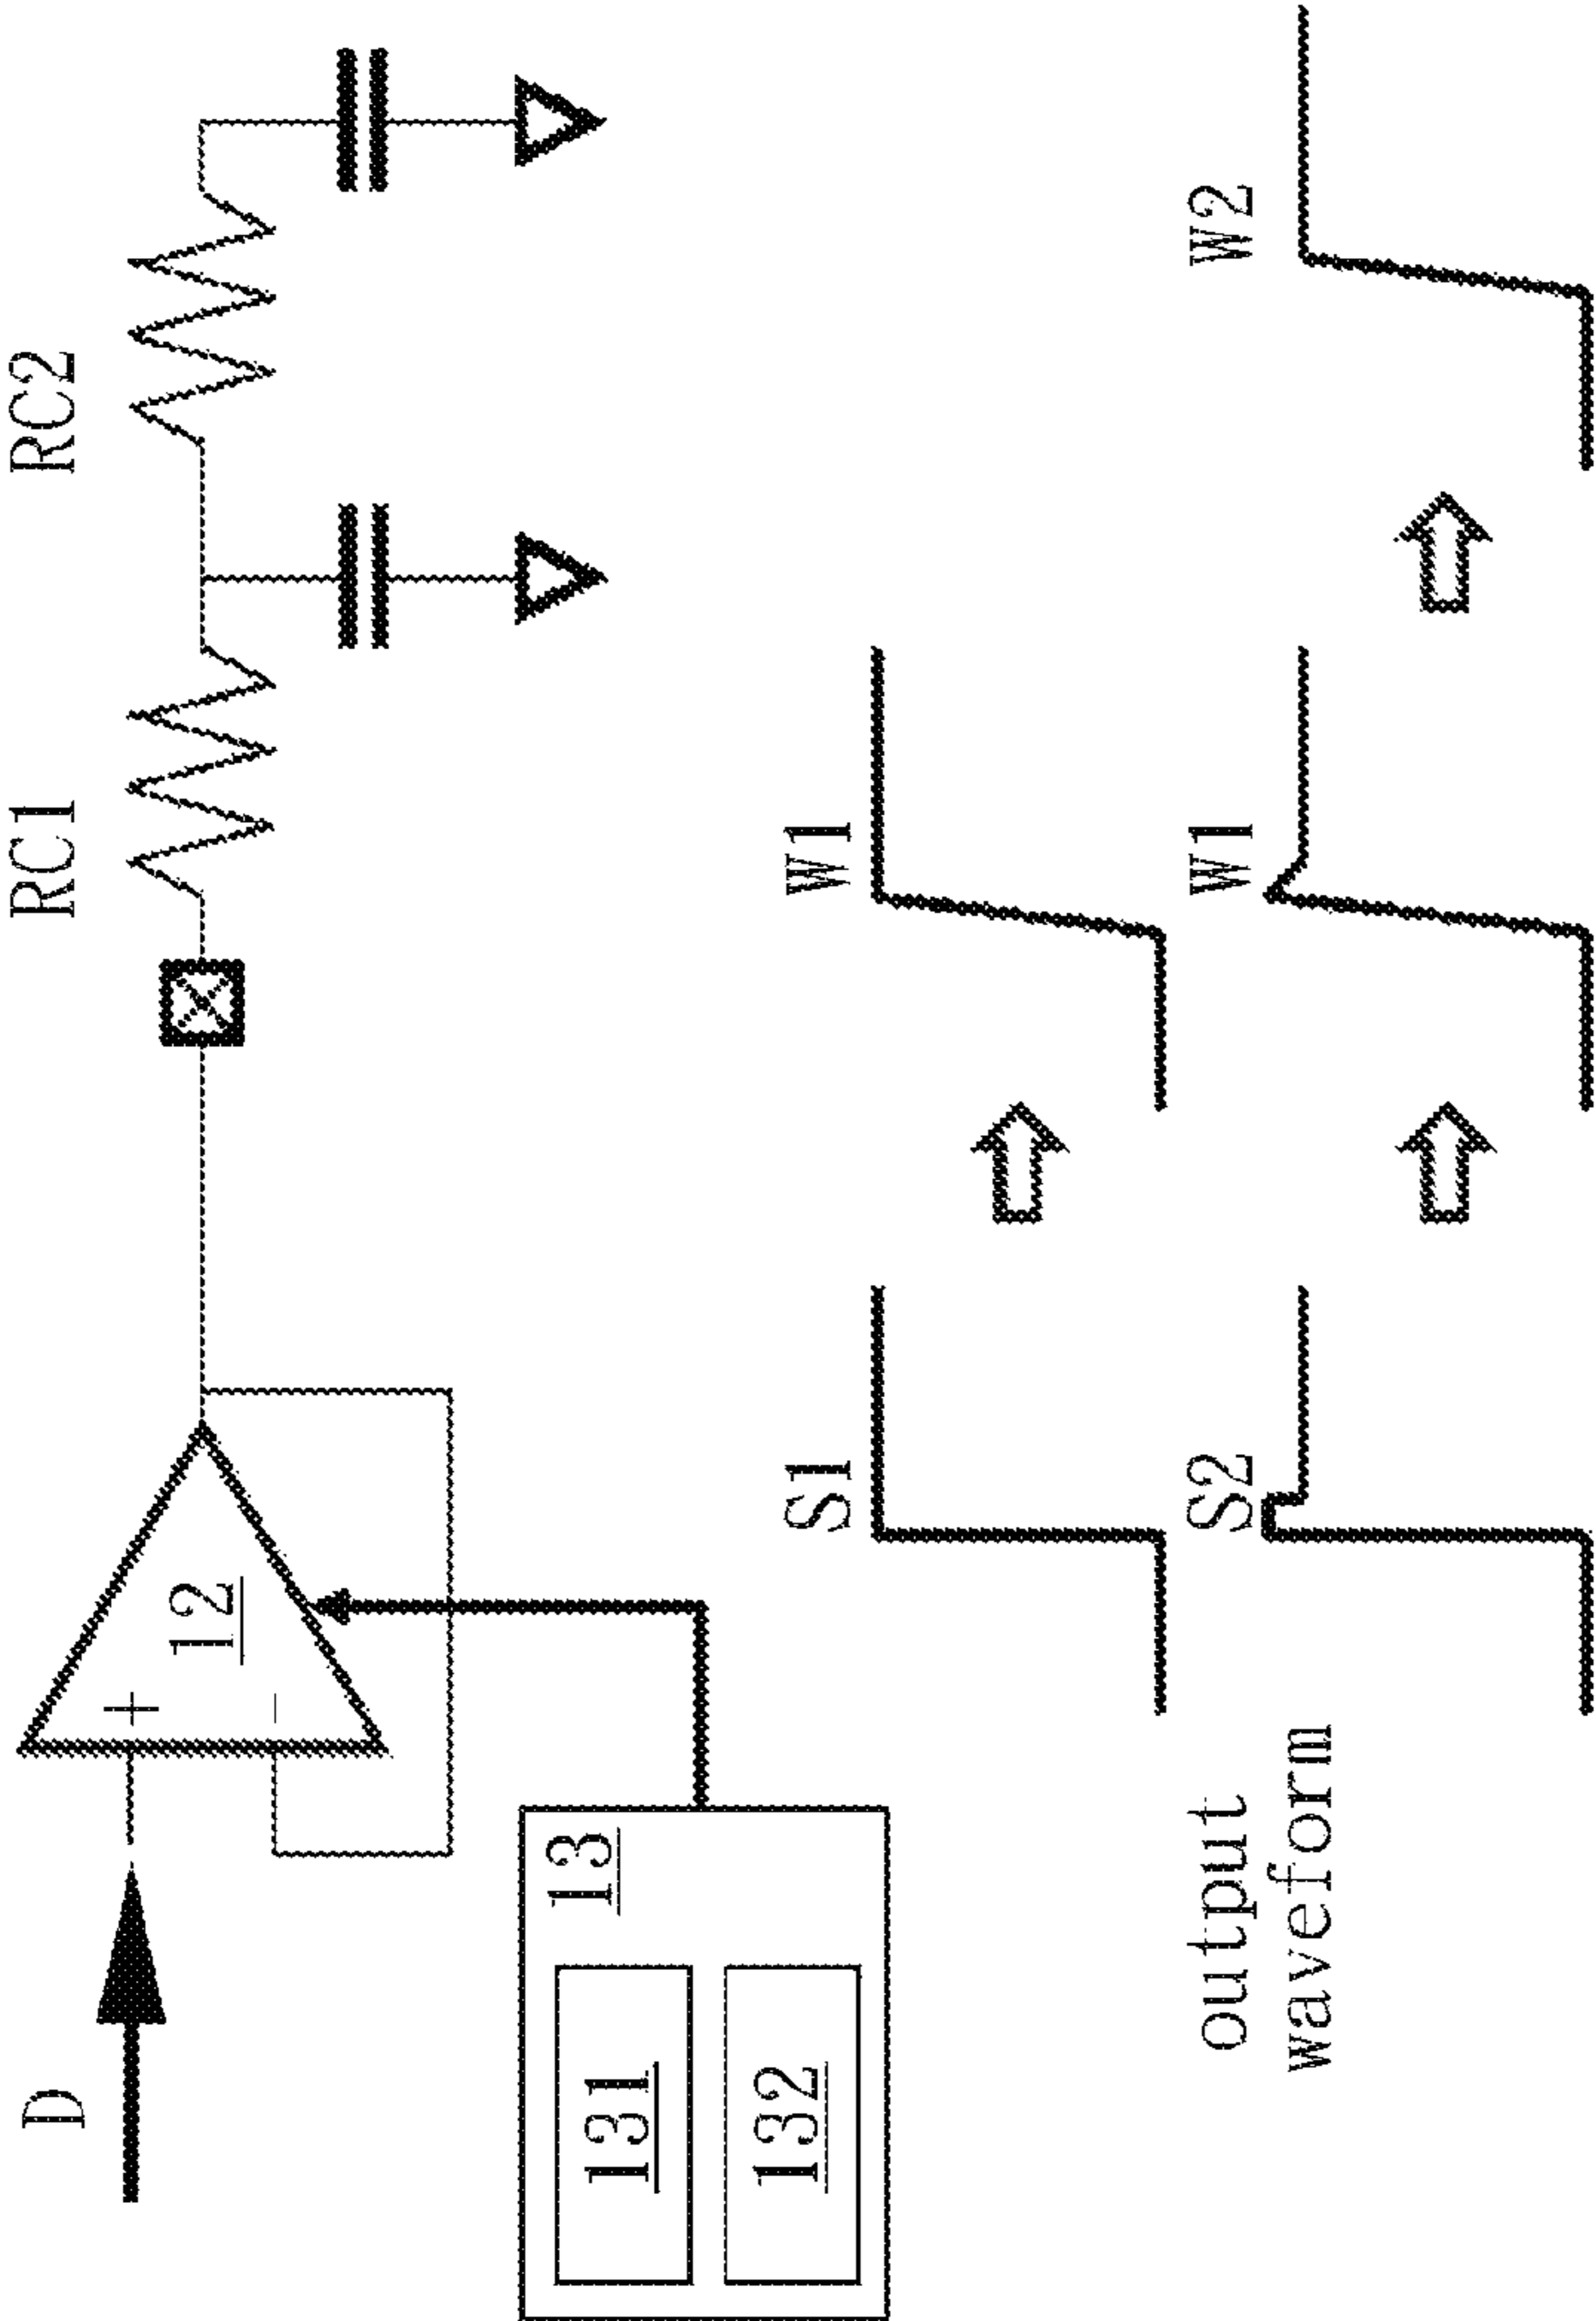 RC1
RC2
D
+
12
-
13
131
132
S1
W1
output
waveform
S2
W1
W2